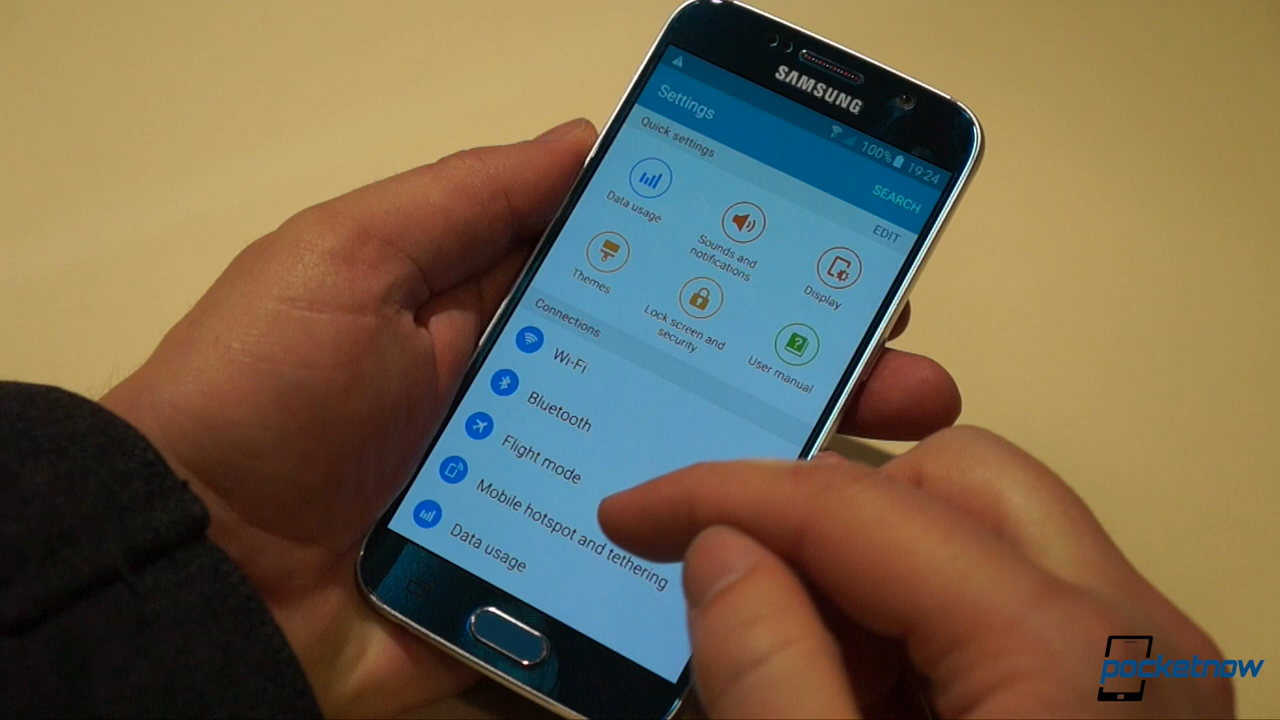 SAMSUNG
100% 19:24
Settings
SEARCH
Quick settings
EDIT
Data usage
Sounds and
notifications
Display
Themes
Lock screen and
security
User manual
Connections
Wi-Fi
Bluetooth
Flight mode
Mobile hotspot and tethering
Data usage
pocketnow